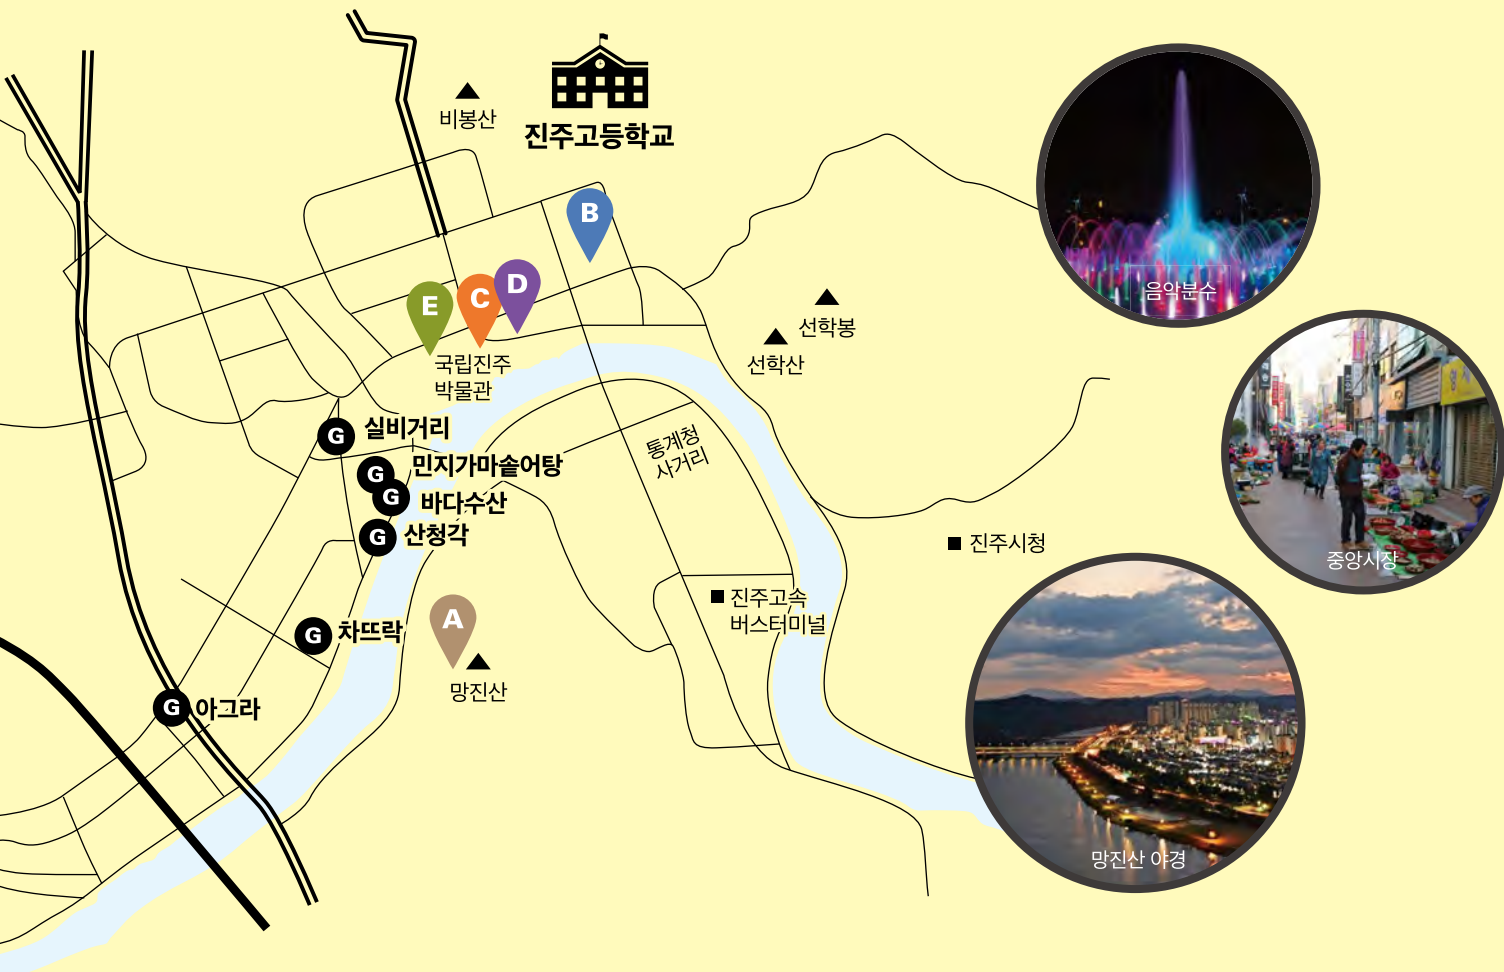 비봉산
진주고등학교
B
E
C
D
국립진주
박물관
선학봉
선학산
음악분수
G
실비거리
G
민지가마솥어탕
G
바다수산
G
산청각
통계청
사거리
중앙시장
진주시청
진주고속
버스터미널
A
망진산
G
차뜨락
G
아그라
망진산 야경